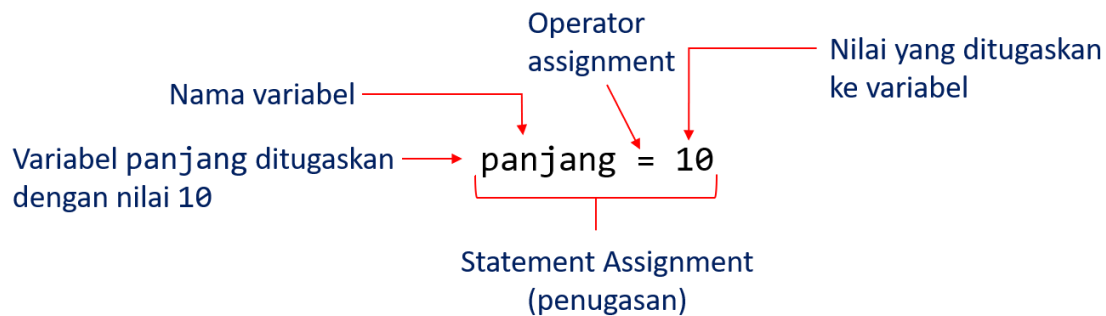 Operator
assignment
Nilai yang ditugaskan
ke variabel
Nama variabel
Variabel panjang ditugaskan
dengan nilai 10
panjang = 10
Statement Assignment
(penugasan)